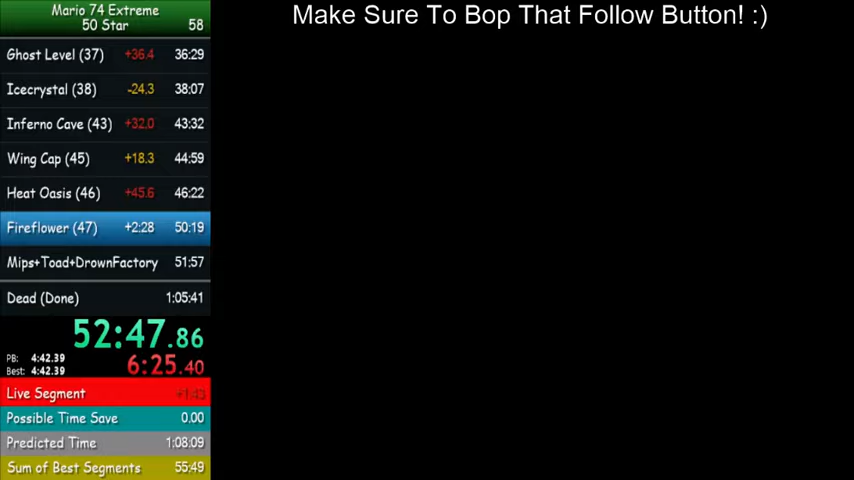 Mario 74 Extreme
50 Star 58
Make Sure To Bop That Follow Button! :)
Ghost Level (37) +36.4 36:29
Icecrystal (38) -24.3 38:07
Inferno Cave (43) +32.0 43:32
Wing Cap (45) +18.3 44:59
Heat Oasis (46) +45.6 46:22
Fireflower (47) +2:28 50:19
Mips+Toad+DrownFactory 51:57
Dead (Done) 1:05:41
52:47.86
PB: 4:42.39
Best: 4:42.39
6:25.40
Live Segment +1:43
Possible Time Save 0.00
Predicted Time 1:08:09
Sum of Best Segments 55:49